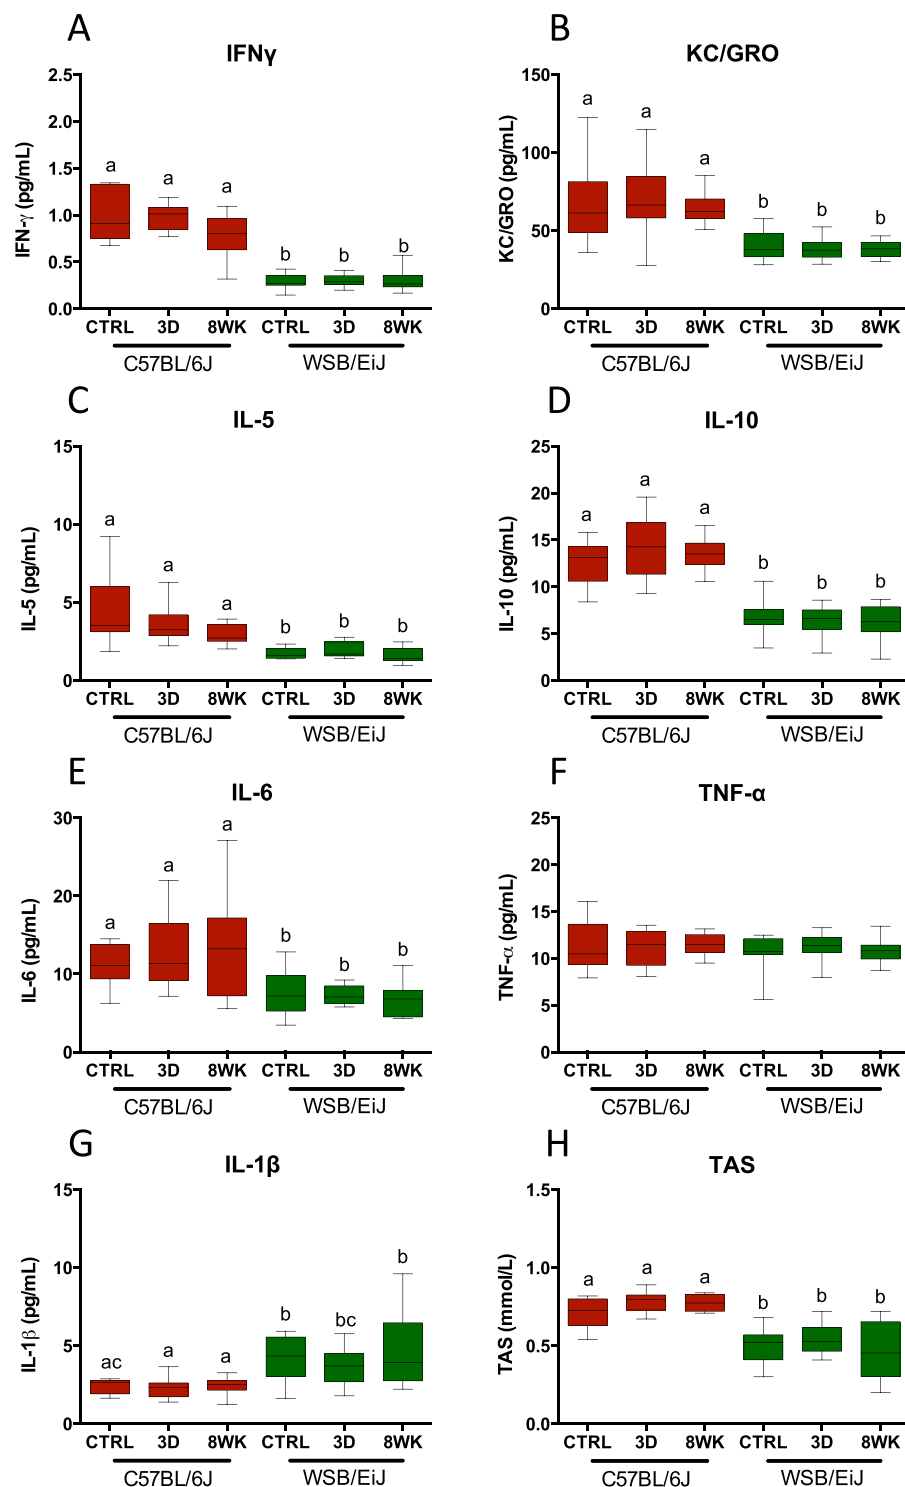 A
IFNγ
IFN-γ (pg/mL)
2.5
2.0
1.5
1.0
0.5
0.0
a a a b b b
CTRL 3D 8WK CTRL 3D 8WK
C57BL/6J WSB/EiJ
B
KC/GRO
KC/GRO (pg/mL)
150
100
50
0
a a a b b b
CTRL 3D 8WK CTRL 3D 8WK
C57BL/6J WSB/EiJ
C
IL-5
IL-5 (pg/mL)
15
10
5
0
a a a b b b
CTRL 3D 8WK CTRL 3D 8WK
C57BL/6J WSB/EiJ
D
IL-10
IL-10 (pg/mL)
25
20
15
10
5
0
a a a b b b
CTRL 3D 8WK CTRL 3D 8WK
C57BL/6J WSB/EiJ
E
IL-6
IL-6 (pg/mL)
30
20
10
0
a a a b b b
CTRL 3D 8WK CTRL 3D 8WK
C57BL/6J WSB/EiJ
F
TNF-α
TNF-α (pg/mL)
25
20
15
10
5
0
CTRL 3D 8WK CTRL 3D 8WK
C57BL/6J WSB/EiJ
G
IL-1β
IL-1β (pg/mL)
15
10
5
0
ac a a b bc b
CTRL 3D 8WK CTRL 3D 8WK
C57BL/6J WSB/EiJ
H
TAS
TAS (mmol/L)
1.5
1.0
0.5
0.0
a a a b b b
CTRL 3D 8WK CTRL 3D 8WK
C57BL/6J WSB/EiJ